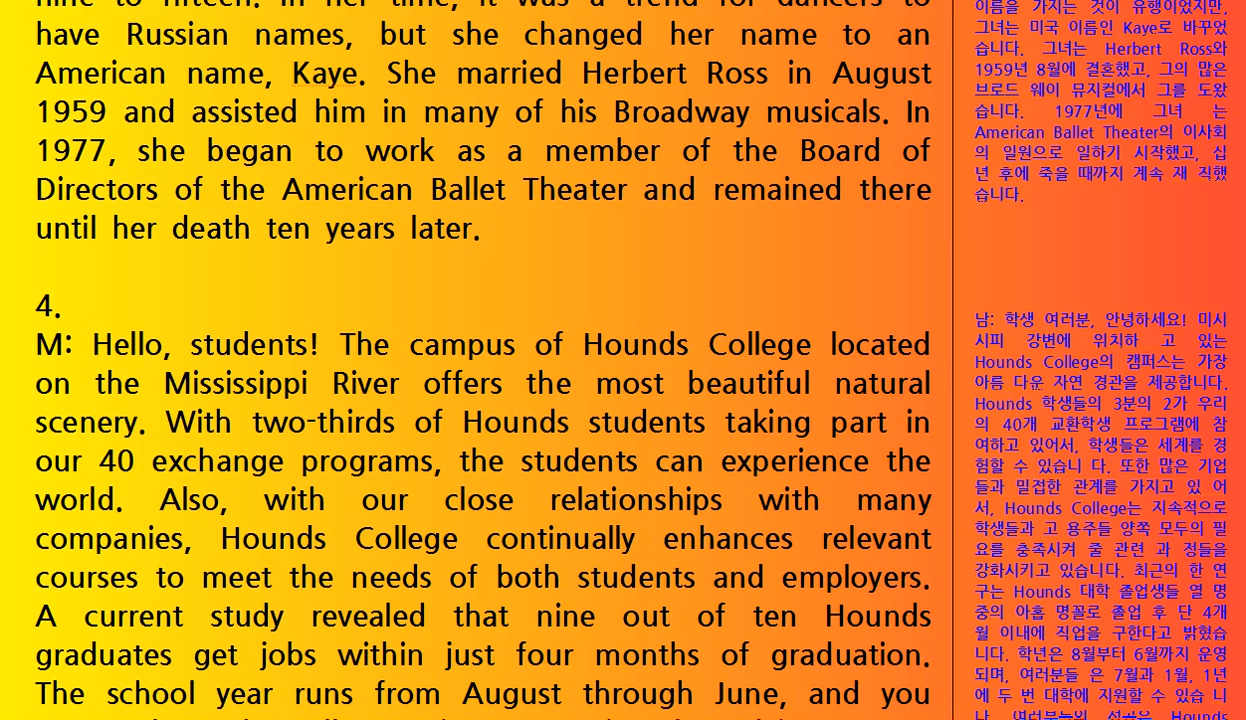 nine to fifteen. In her time, it was a trend for dancers to
have Russian names, but she changed her name to an
American name, Kaye. She married Herbert Ross in August
1959 and assisted him in many of his Broadway musicals. In
1977, she began to work as a member of the Board of
Directors of the American Ballet Theater and remained there
until her death ten years later.
4.
M: Hello, students! The campus of Hounds College located
on the Mississippi River offers the most beautiful natural
scenery. With two-thirds of Hounds students taking part in
our 40 exchange programs, the students can experience the
world. Also, with our close relationships with many
companies, Hounds College continually enhances relevant
courses to meet the needs of both students and employers.
A current study revealed that nine out of ten Hounds
graduates get jobs within just four months of graduation.
The school year runs from August through June, and you
이름을 가지는 것이 유행이었지만,
그녀는 미국 이름인 Kaye로 바꾸었
습니다. 그녀는 Herbert Ross와
1959년 8월에 결혼했고, 그의 많은
브로드 웨이 뮤지컬에서 그를 도왔
습니다. 1977년에 그녀 는
American Ballet Theater의 이사회
의 일원으로 일하기 시작했고, 십
년 후에 죽을 때까지 계속 재 직했
습니다.
남: 학생 여러분, 안녕하세요! 미시
시피 강변에 위치하 고 있는
Hounds College의 캠퍼스는 가장
아름 다운 자연 경관을 제공합니다.
Hounds 학생들의 3분의 2가 우리
의 40개 교환학생 프로그램에 참
여하고 있어서, 학생들은 세계를 경
험할 수 있습니 다. 또한 많은 기업
들과 밀접한 관계를 가지고 있 어
서, Hounds College는 지속적으로
학생들과 고 용주들 양쪽 모두의 필
요를 충족시켜 줄 관련 과 정들을
강화시키고 있습니다. 최근의 한 연
구는 Hounds 대학 졸업생들 열 명
중의 아홉 명꼴로 졸업 후 단 4개
월 이내에 직업을 구한다고 밝혔습
니다. 학년은 8월부터 6월까지 운영
되며, 여러분들 은 7월과 1월, 1년
에 두 번 대학에 지원할 수 있습 니
다. 여러분들의 성공은 Hounds